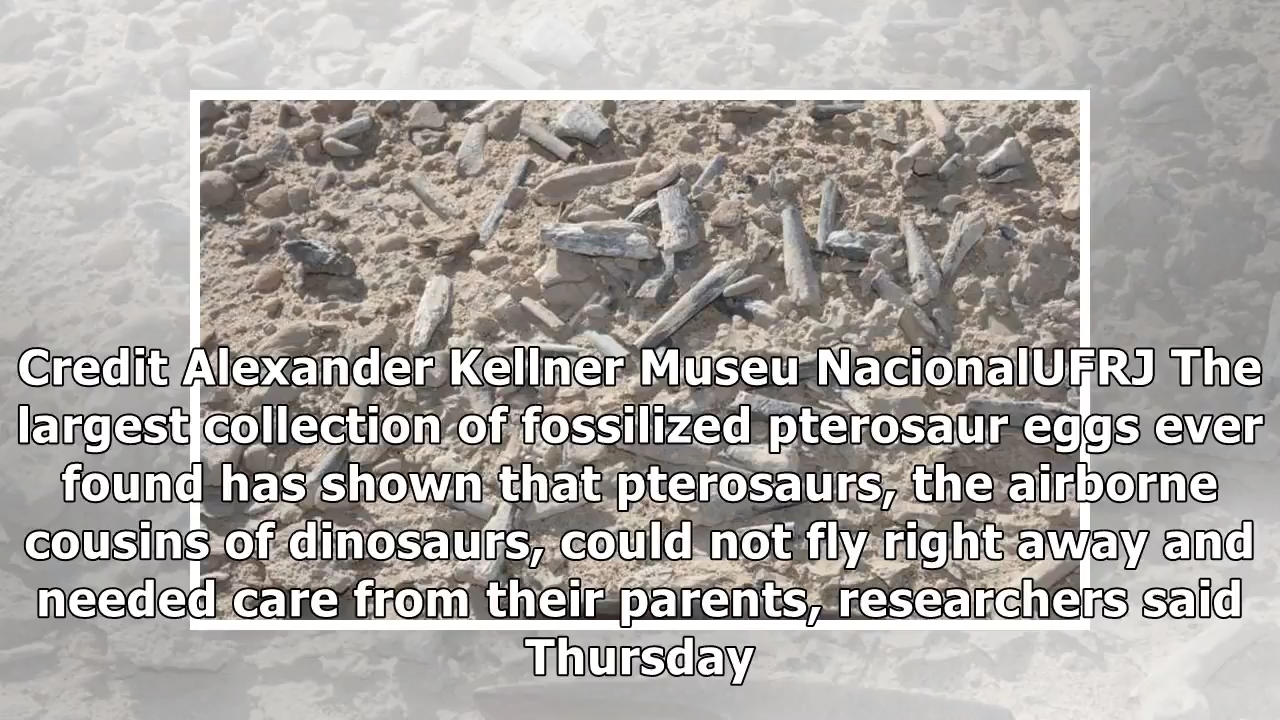 Credit Alexander Kellner Museu NacionalUFRJ The
largest collection of fossilized pterosaur eggs ever
found has shown that pterosaurs, the airborne
cousins of dinosaurs, could not fly right away and
needed care from their parents, researchers said
Thursday